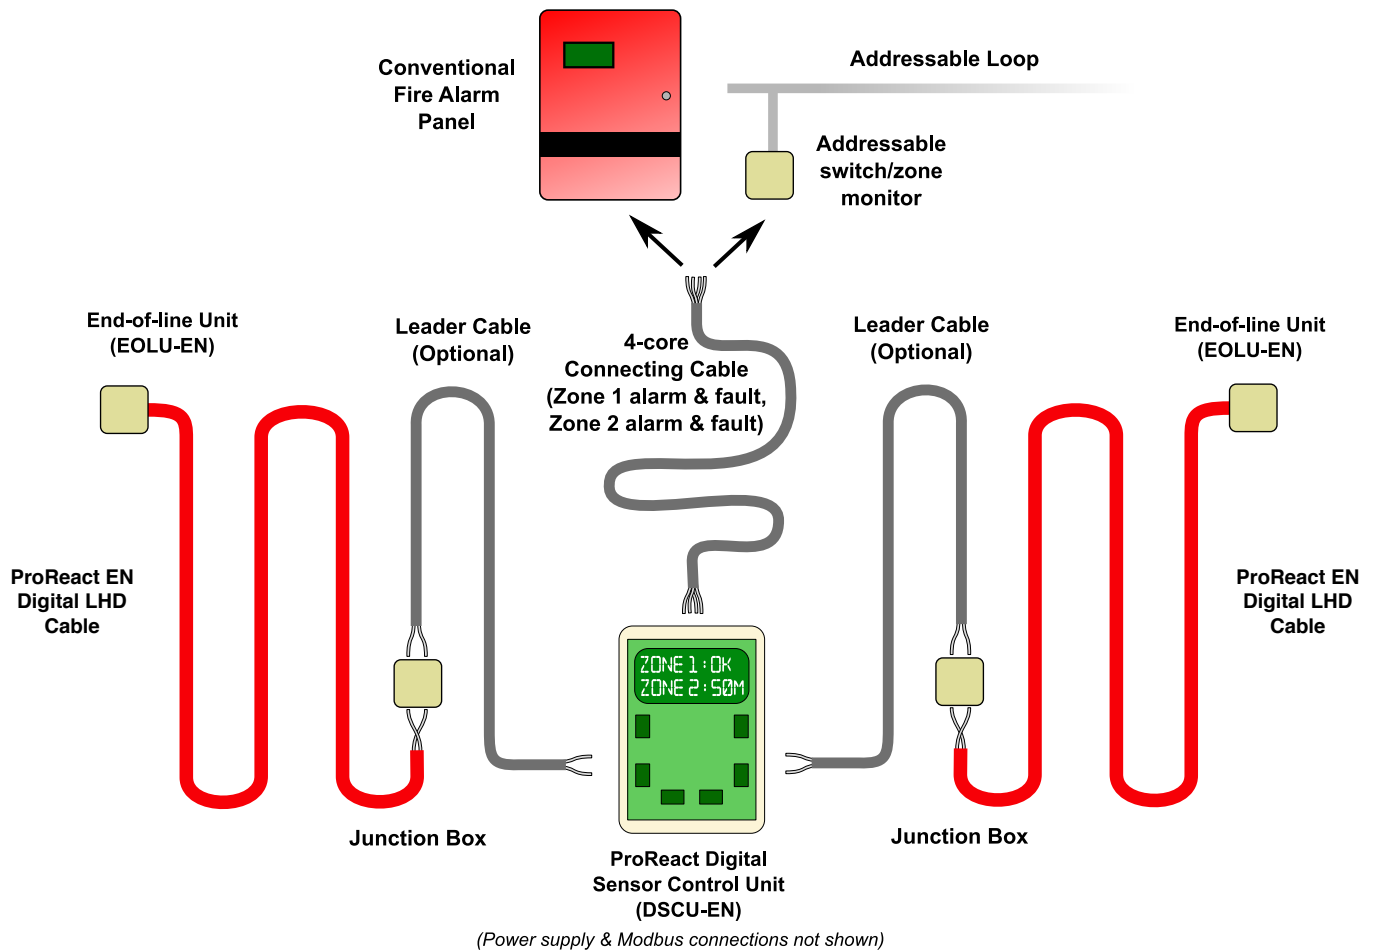 Conventional
Fire Alarm
Panel
Addressable Loop
Addressable
switch/zone
monitor
End-of-line Unit
(EOLU-EN)
Leader Cable
(Optional)
4-core
Connecting Cable
(Zone 1 alarm & fault,
Zone 2 alarm & fault)
Leader Cable
(Optional)
End-of-line Unit
(EOLU-EN)
ProReact EN
Digital LHD
Cable
ProReact EN
Digital LHD
Cable
ZONE 1:OK
ZONE 2:50M
Junction Box
Junction Box
ProReact Digital
Sensor Control Unit
(DSCU-EN)
(Power supply & Modbus connections not shown)